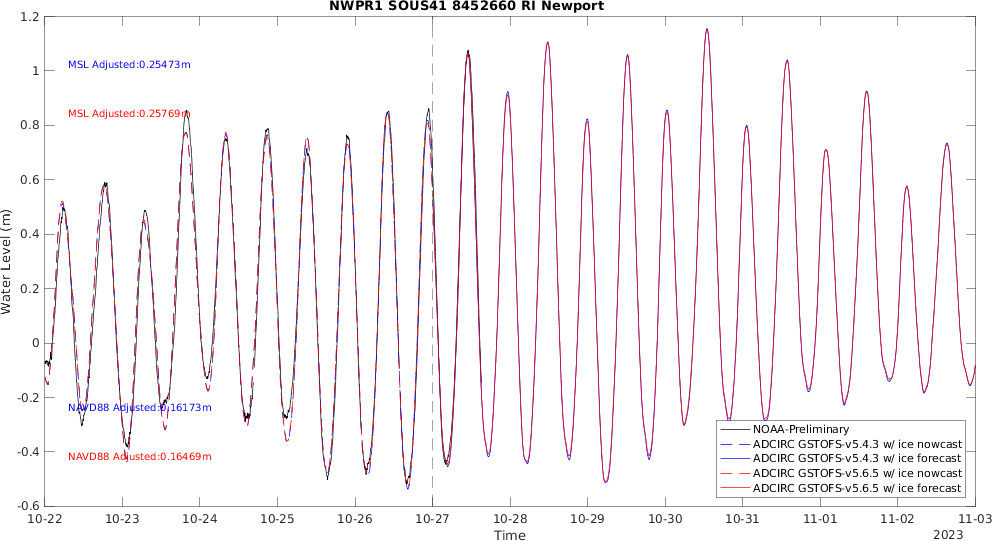 NWPR1 SOUS41 8452660 RI Newport
1.2
1
0.8
0.6
0.4
0.2
0
-0.2
-0.4
-0.6
Water Level (m)
MSL Adjusted:0.25473m
MSL Adjusted:0.25769m
NAVD88 Adjusted:0.16173m
NAVD88 Adjusted:0.16469m
NOAA-Preliminary
ADCIRC GSTOFS-v5.4.3 w/ ice nowcast
ADCIRC GSTOFS-v5.4.3 w/ ice forecast
ADCIRC GSTOFS-v5.6.5 w/ ice nowcast
ADCIRC GSTOFS-v5.6.5 w/ ice forecast
10-22 10-23 10-24 10-25 10-26 10-27 10-28 10-29 10-30 10-31 11-01 11-02 11-03
Time
2023